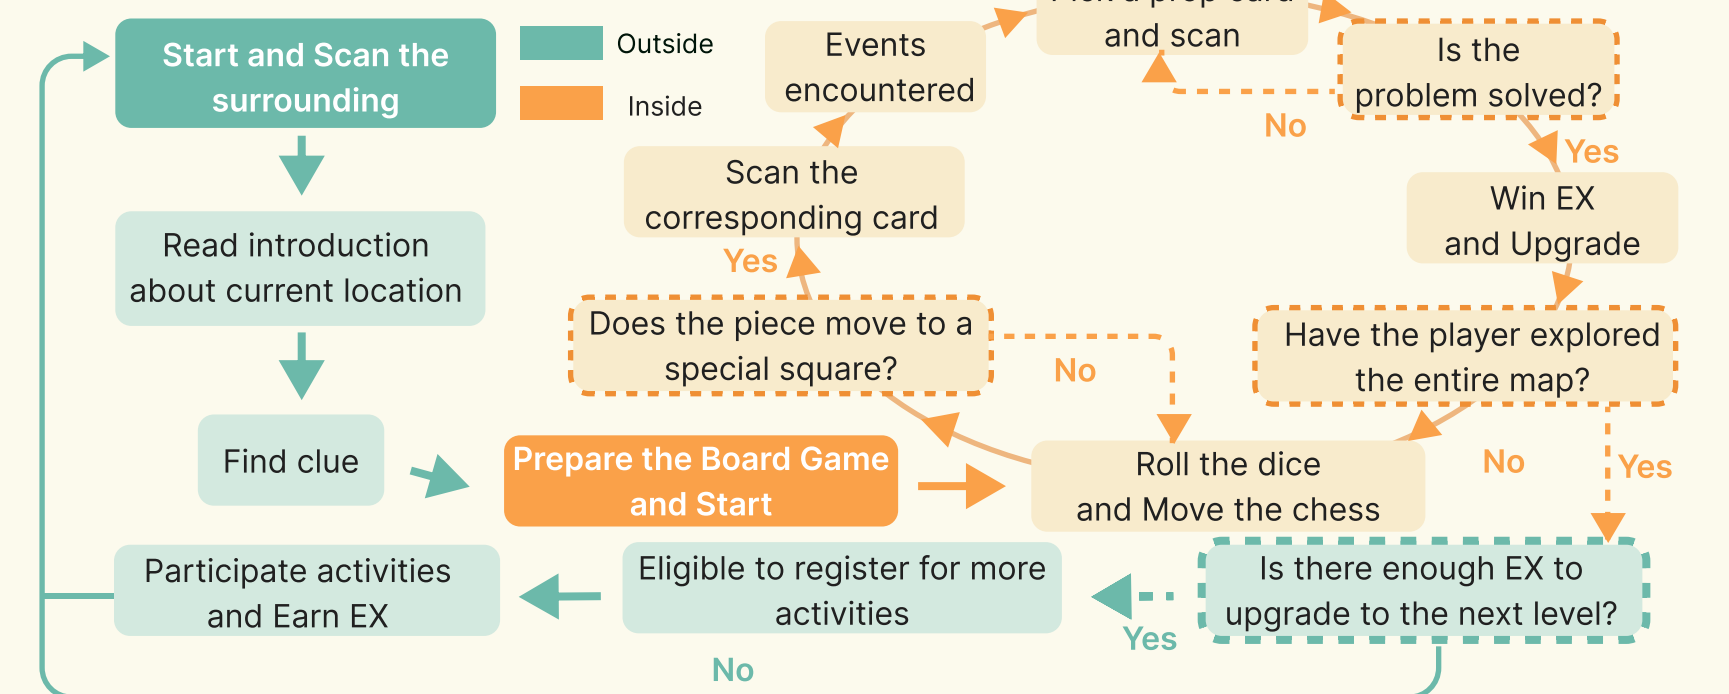 Start and Scan the
surrounding
Outside
Inside
Events
encountered
Pick a prop card
and scan
Is the
problem solved?
No
Yes
Scan the
corresponding card
Win EX
and Upgrade
Read introduction
about current location
Yes
Does the piece move to a
special square?
No
Have the player explored
the entire map?
Find clue
Prepare the Board Game
and Start
Roll the dice
and Move the chess
No
Yes
Participate activities
and Earn EX
Eligible to register for more
activities
Yes
Is there enough EX to
upgrade to the next level?
No